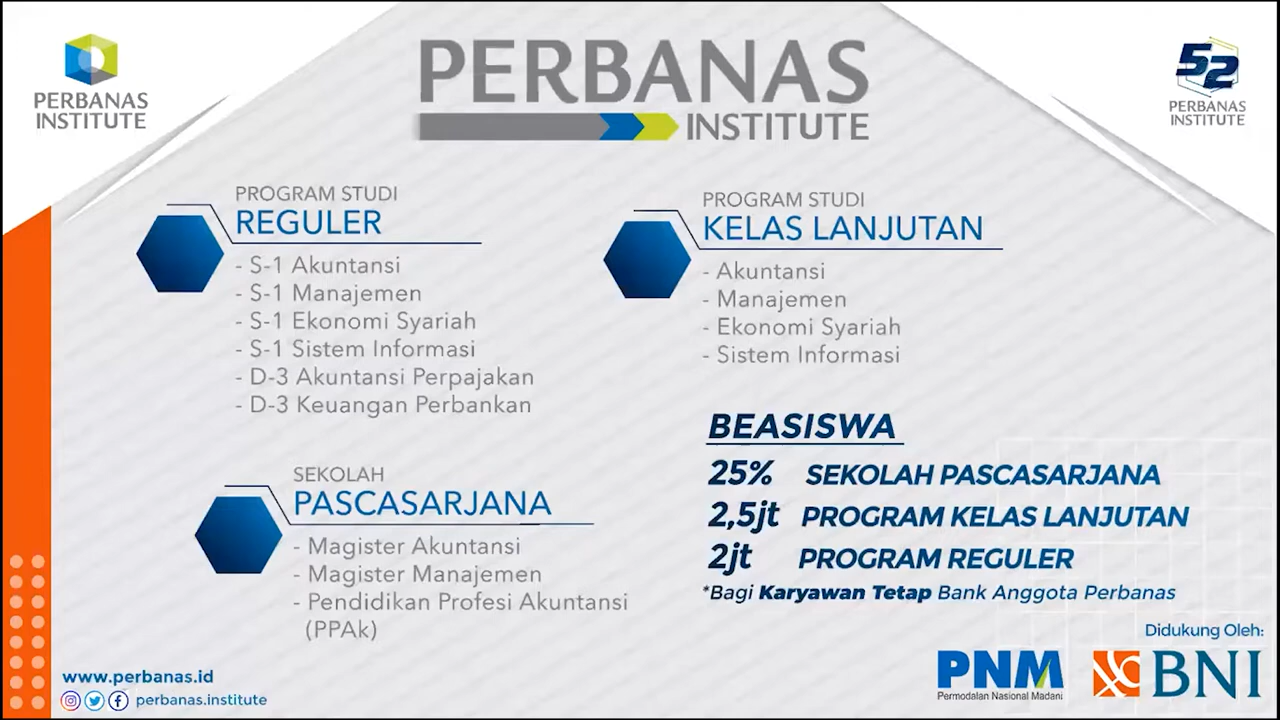 PERBANAS
INSTITUTE
PERBANAS
INSTITUTE
52
PERBANAS
INSTITUTE
PROGRAM STUDI
REGULER
- S-1 Akuntansi
- S-1 Manajemen
- S-1 Ekonomi Syariah
- S-1 Sistem Informasi
- D-3 Akuntansi Perpajakan
- D-3 Keuangan Perbankan
PROGRAM STUDI
KELAS LANJUTAN
- Akuntansi
- Manajemen
- Ekonomi Syariah
- Sistem Informasi
SEKOLAH
PASCASARJANA
- Magister Akuntansi
- Magister Manajemen
- Pendidikan Profesi Akuntansi
(PPAk)
BEASISWA
25% SEKOLAH PASCASARJANA
2,5jt PROGRAM KELAS LANJUTAN
2jt PROGRAM REGULER
*Bagi Karyawan Tetap Bank Anggota Perbanas
Didukung Oleh:
PNM
Permodalan Nasional Madani
BNI
www.perbanas.id
perbanas.institute